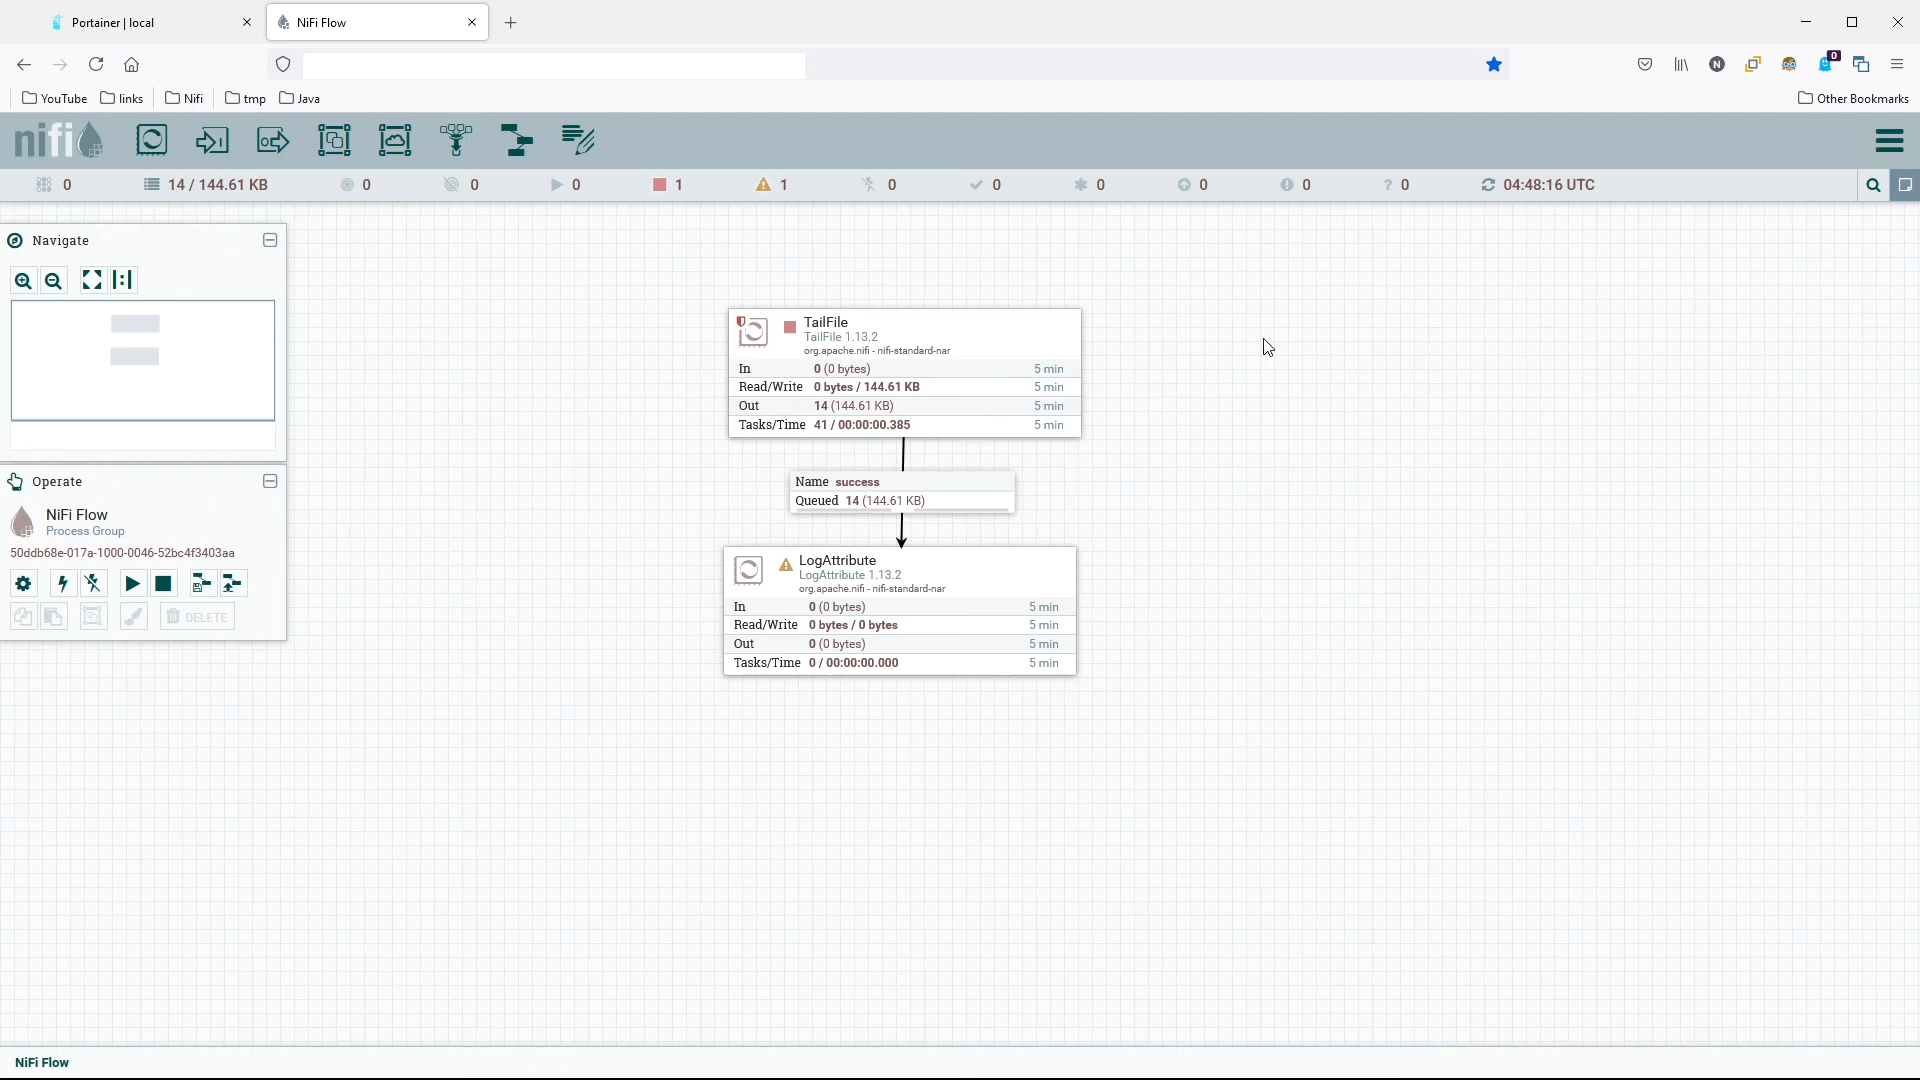 Portainer | local
NiFi Flow
0
YouTube
links
Nifi
tmp
Java
Other Bookmarks
nifi
0
14 / 144.61 KB
0
0
0
1
1
0
0
0
0
0
? 0
04:48:16 UTC
Navigate
Operate
NiFi Flow
Process Group
50ddb68e-017a-1000-0046-52bc4f3403aa
DELETE
TailFile
TailFile 1.13.2
org.apache.nifi - nifi-standard-nar
In 0 (0 bytes) 5 min
Read/Write 0 bytes / 144.61 KB 5 min
Out 14 (144.61 KB) 5 min
Tasks/Time 41 / 00:00:00.385 5 min
Name success
Queued 14 (144.61 KB)
LogAttribute
LogAttribute 1.13.2
org.apache.nifi - nifi-standard-nar
In 0 (0 bytes) 5 min
Read/Write 0 bytes / 0 bytes 5 min
Out 0 (0 bytes) 5 min
Tasks/Time 0 / 00:00:00.000 5 min
NiFi Flow